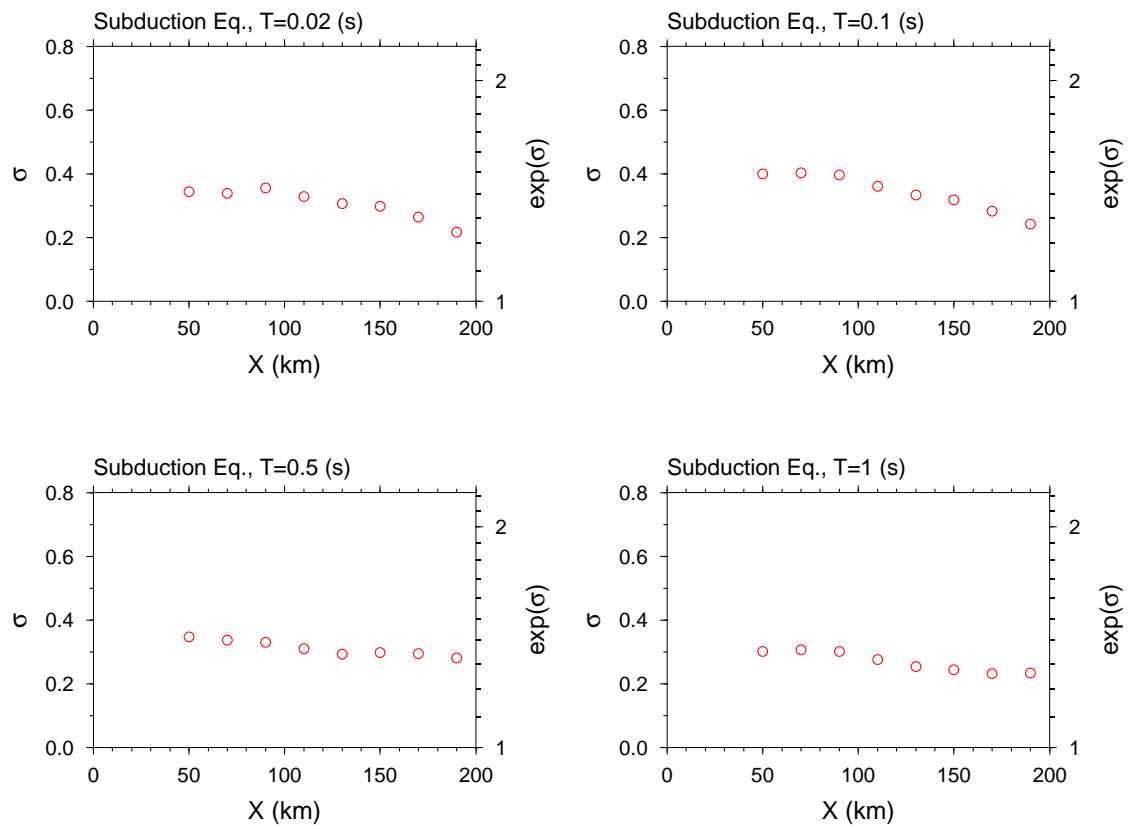 Subduction Eq., T=0.02 (s)
0.8
0.6
0.4
0.2
0.0
σ
2
1
exp(σ)
0 50 100 150 200
X (km)
Subduction Eq., T=0.1 (s)
0.8
0.6
0.4
0.2
0.0
σ
2
1
exp(σ)
0 50 100 150 200
X (km)
Subduction Eq., T=0.5 (s)
0.8
0.6
0.4
0.2
0.0
σ
2
1
exp(σ)
0 50 100 150 200
X (km)
Subduction Eq., T=1 (s)
0.8
0.6
0.4
0.2
0.0
σ
2
1
exp(σ)
0 50 100 150 200
X (km)